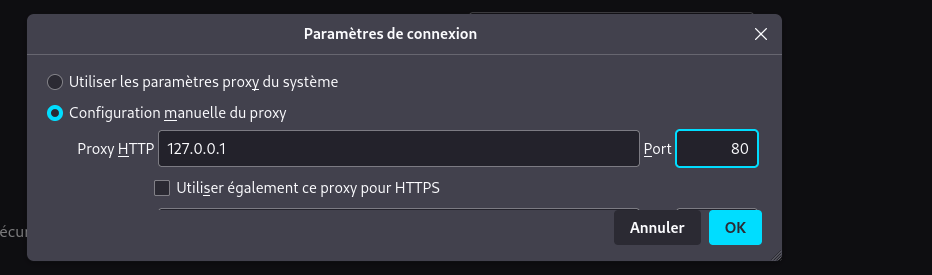 Paramètres de connexion
Utiliser les paramètres proxy du système
Configuration manuelle du proxy
Proxy HTTP 127.0.0.1 Port 80
Utiliser également ce proxy pour HTTPS
écur
Annuler OK